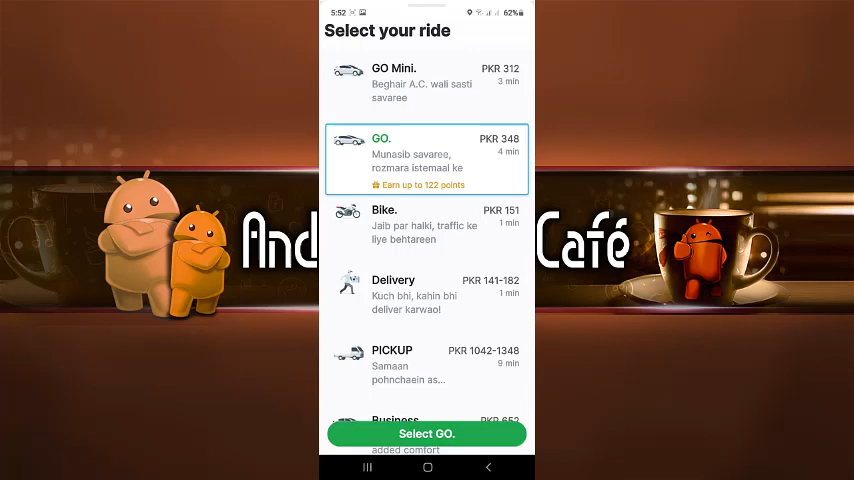 5:52
62%
Select your ride
GO Mini.
PKR 312
Beghair A.C. wali sasti
3 min
savaree
GO.
PKR 348
Munasib savaree,
4 min
rozmara istemaal ke
Earn up to 122 points
Bike.
PKR 151
Jaib par halki, traffic ke
1 min
liye behtareen
Delivery
PKR 141-182
Kuch bhi, kahin bhi
1 min
deliver karwao!
PICKUP
PKR 1042-1348
Samaan
9 min
pohnchaein as...
Business
PKR 652
Select GO.
added comfort
And
Café